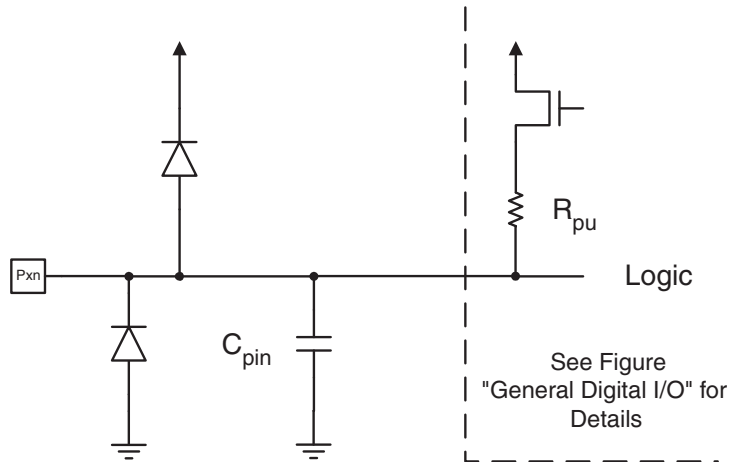 R_pu
Pxn
Logic
C_pin
See Figure
"General Digital I/O" for
Details